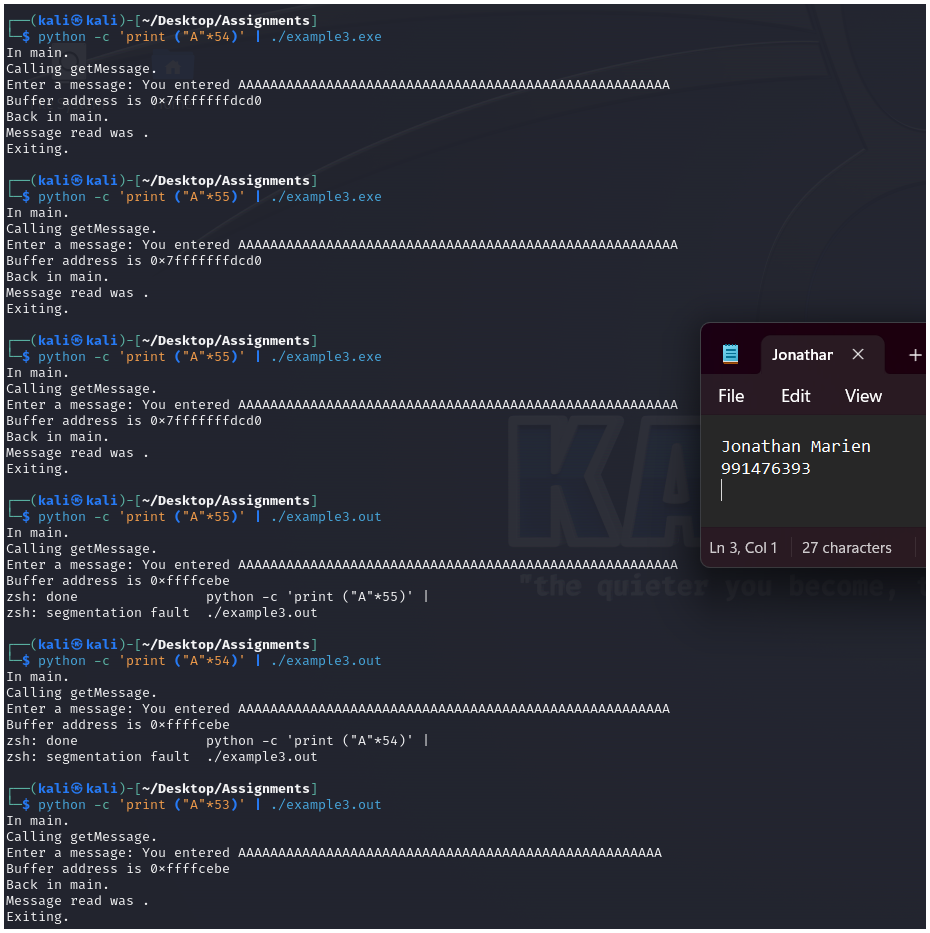 ┌──(kali㉿kali)-[~/Desktop/Assignments]
└─$ python -c 'print ("A"*54)' | ./example3.exe
In main.
Calling getMessage.
Enter a message: You entered AAAAAAAAAAAAAAAAAAAAAAAAAAAAAAAAAAAAAAAAAAAAAAAAAAAAAA
Buffer address is 0×7fffffffdcd0
Back in main.
Message read was .
Exiting.
┌──(kali㉿kali)-[~/Desktop/Assignments]
└─$ python -c 'print ("A"*55)' | ./example3.exe
In main.
Calling getMessage.
Enter a message: You entered AAAAAAAAAAAAAAAAAAAAAAAAAAAAAAAAAAAAAAAAAAAAAAAAAAAAAAA
Buffer address is 0×7fffffffdcd0
Back in main.
Message read was .
Exiting.
┌──(kali㉿kali)-[~/Desktop/Assignments]
└─$ python -c 'print ("A"*55)' | ./example3.exe
In main.
Calling getMessage.
Enter a message: You entered AAAAAAAAAAAAAAAAAAAAAAAAAAAAAAAAAAAAAAAAAAAAAAAAAAAAAAA
Buffer address is 0×7fffffffdcd0
Back in main.
Message read was .
Exiting.
┌──(kali㉿kali)-[~/Desktop/Assignments]
└─$ python -c 'print ("A"*55)' | ./example3.out
In main.
Calling getMessage.
Enter a message: You entered AAAAAAAAAAAAAAAAAAAAAAAAAAAAAAAAAAAAAAAAAAAAAAAAAAAAAAA
Buffer address is 0×ffffcebe
zsh: done                python -c 'print ("A"*55)' |
zsh: segmentation fault  ./example3.out
┌──(kali㉿kali)-[~/Desktop/Assignments]
└─$ python -c 'print ("A"*54)' | ./example3.out
In main.
Calling getMessage.
Enter a message: You entered AAAAAAAAAAAAAAAAAAAAAAAAAAAAAAAAAAAAAAAAAAAAAAAAAAAAAA
Buffer address is 0×ffffcebe
zsh: done                python -c 'print ("A"*54)' |
zsh: segmentation fault  ./example3.out
┌──(kali㉿kali)-[~/Desktop/Assignments]
└─$ python -c 'print ("A"*53)' | ./example3.out
In main.
Calling getMessage.
Enter a message: You entered AAAAAAAAAAAAAAAAAAAAAAAAAAAAAAAAAAAAAAAAAAAAAAAAAAAAA
Buffer address is 0×ffffcebe
Back in main.
Message read was .
Exiting.
Jonathar
File Edit View
Jonathan Marien
991476393
Ln 3, Col 1 27 characters
KA
"the quieter you become,